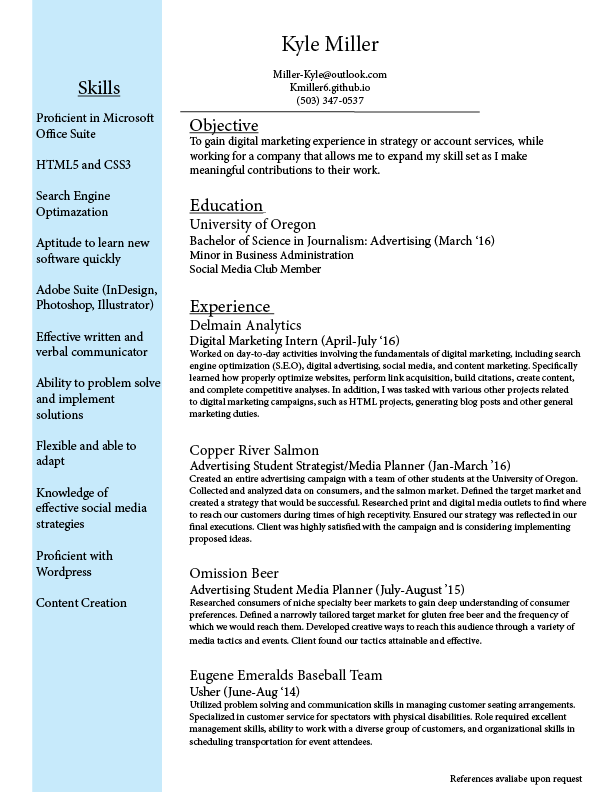 Kyle Miller
Miller-Kyle@outlook.com
Kmiller6.github.io
(503) 347-0537
Skills
Proficient in Microsoft
Office Suite
HTML5 and CSS3
Search Engine
Optimazation
Aptitude to learn new
software quickly
Adobe Suite (InDesign,
Photoshop, Illustrator)
Effective written and
verbal communicator
Ability to problem solve
and implement
solutions
Flexible and able to
adapt
Knowledge of
effective social media
strategies
Proficient with
Wordpress
Content Creation
Objective
To gain digital marketing experience in strategy or account services, while
working for a company that allows me to expand my skill set as I make
meaningful contributions to their work.
Education
University of Oregon
Bachelor of Science in Journalism: Advertising (March ‘16)
Minor in Business Administration
Social Media Club Member
Experience
Delmain Analytics
Digital Marketing Intern (April-July ‘16)
Worked on day-to-day activities involving the fundamentals of digital marketing, including search
engine optimization (S.E.O), digital advertising, social media, and content marketing. Specifically
learned how properly optimize websites, perform link acquisition, build citations, create content,
and complete competitive analyses. In addition, I was tasked with various other projects related
to digital marketing campaigns, such as HTML projects, generating blog posts and other general
marketing duties.
Copper River Salmon
Advertising Student Strategist/Media Planner (Jan-March ’16)
Created an entire advertising campaign with a team of other students at the University of Oregon.
Collected and analyzed data on consumers, and the salmon market. Defined the target market and
created a strategy that would be successful. Researched print and digital media outlets to find where
to reach our customers during times of high receptivity. Ensured our strategy was reflected in our
final executions. Client was highly satisfied with the campaign and is considering implementing
proposed ideas.
Omission Beer
Advertising Student Media Planner (July-August ’15)
Researched consumers of niche specialty beer markets to gain deep understanding of consumer
preferences. Defined a narrowly tailored target market for gluten free beer and the frequency of
which we would reach them. Developed creative ways to reach this audience through a variety of
media tactics and events. Client found our tactics attainable and effective.
Eugene Emeralds Baseball Team
Usher (June-Aug ‘14)
Utilized problem solving and communication skills in managing customer seating arrangements.
Specialized in customer service for spectators with physical disabilities. Role required excellent
management skills, ability to work with a diverse group of customers, and organizational skills in
scheduling transportation for event attendees.
References avaliabe upon request